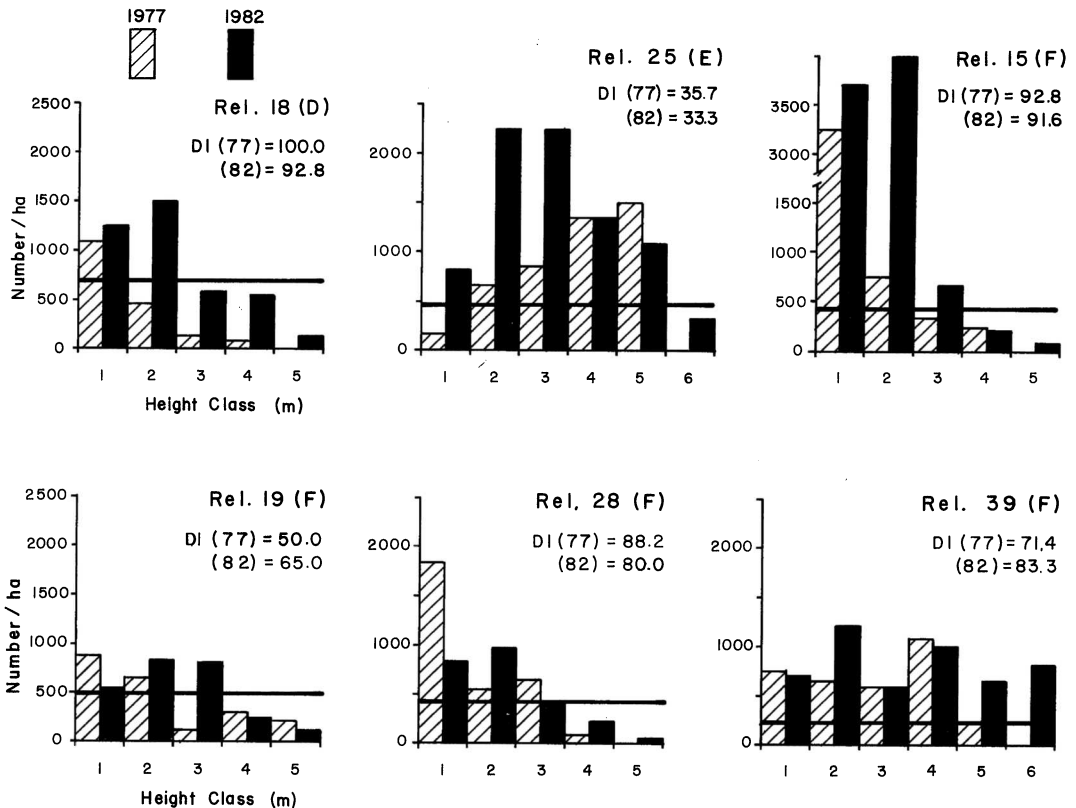 1977 1982
Rel. 18 (D)
DI (77) = 100.0
(82) = 92.8
2500
2000
1500
1000
500
0
Number / ha
1 2 3 4 5
Height Class (m)
Rel. 25 (E)
DI (77) = 35.7
(82) = 33.3
2000
1000
0
1 2 3 4 5 6
Rel. 15 (F)
DI (77) = 92.8
(82) = 91.6
3500
3000
1500
1000
500
0
1 2 3 4 5
Rel. 19 (F)
DI (77) = 50.0
(82) = 65.0
2500
2000
1500
1000
500
0
Number / ha
1 2 3 4 5
Height Class (m)
Rel, 28 (F)
DI (77) = 88.2
(82) = 80.0
2000
1000
0
1 2 3 4 5
Rel. 39 (F)
DI (77) = 71.4
(82) = 83.3
2000
1000
0
1 2 3 4 5 6